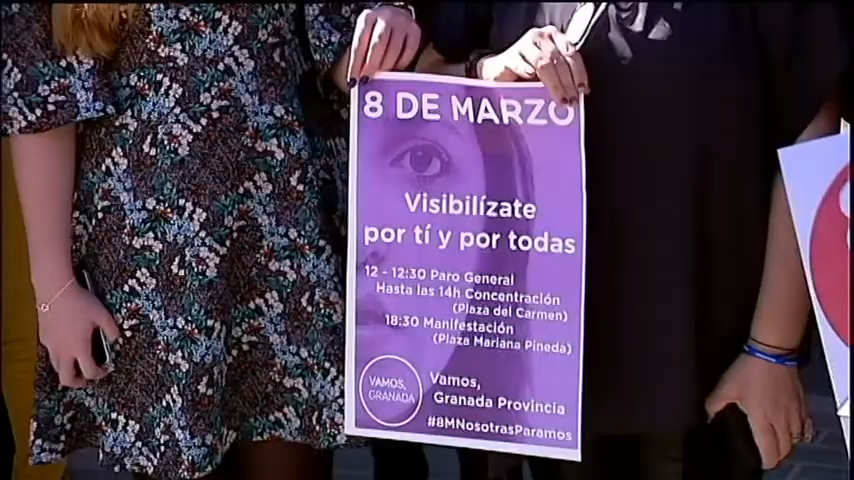 8 DE MARZO
Visibilízate
por tí y por todas
12 - 12:30 Paro General
Hasta las 14h Concentración
(Plaza del Carmen)
18:30 Manifestación
(Plaza Mariana Pineda)
VAMOS,
GRANADA
Vamos,
Granada Provincia
#8MNosotrasParamos